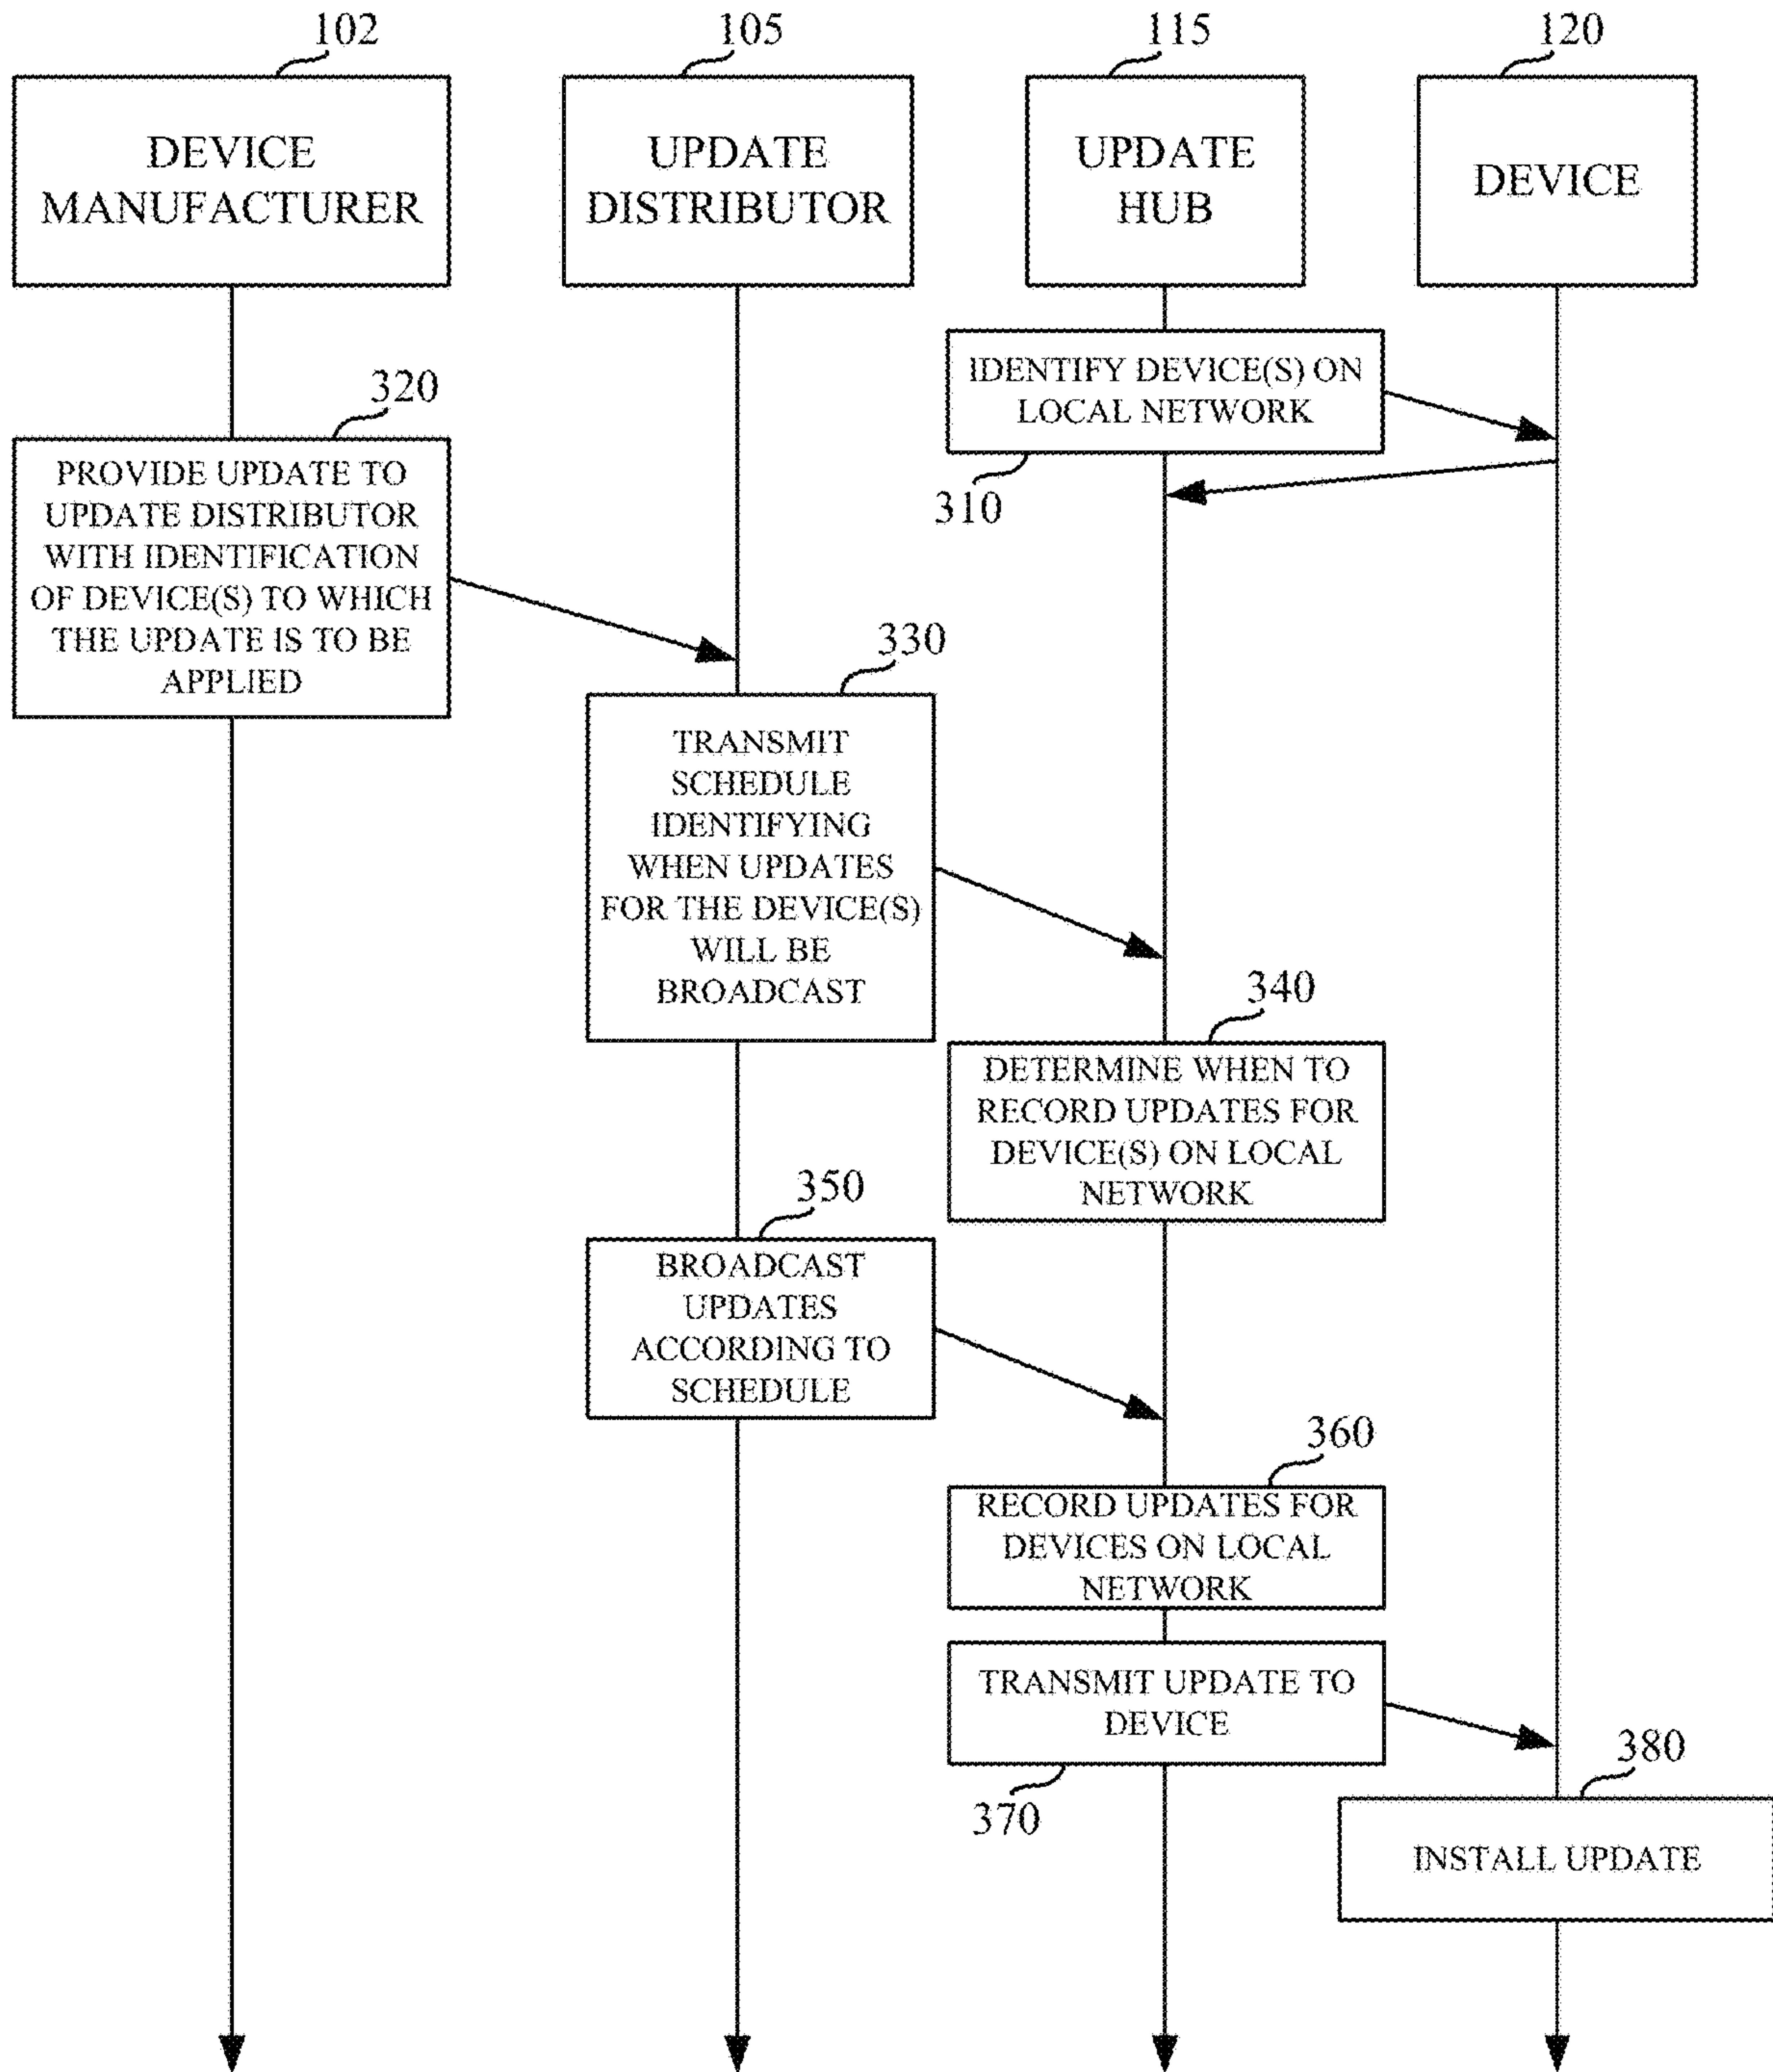 102
105
115
120
DEVICE
MANUFACTURER
UPDATE
DISTRIBUTOR
UPDATE
HUB
DEVICE
IDENTIFY DEVICE(S) ON
LOCAL NETWORK
310
320
PROVIDE UPDATE TO
UPDATE DISTRIBUTOR
WITH IDENTIFICATION
OF DEVICE(S) TO WHICH
THE UPDATE IS TO BE
APPLIED
330
TRANSMIT
SCHEDULE
IDENTIFYING
WHEN UPDATES
FOR THE DEVICE(S)
WILL BE
BROADCAST
340
DETERMINE WHEN TO
RECORD UPDATES FOR
DEVICE(S) ON LOCAL
NETWORK
350
BROADCAST
UPDATES
ACCORDING TO
SCHEDULE
360
RECORD UPDATES FOR
DEVICES ON LOCAL
NETWORK
TRANSMIT UPDATE TO
DEVICE
370
380
INSTALL UPDATE